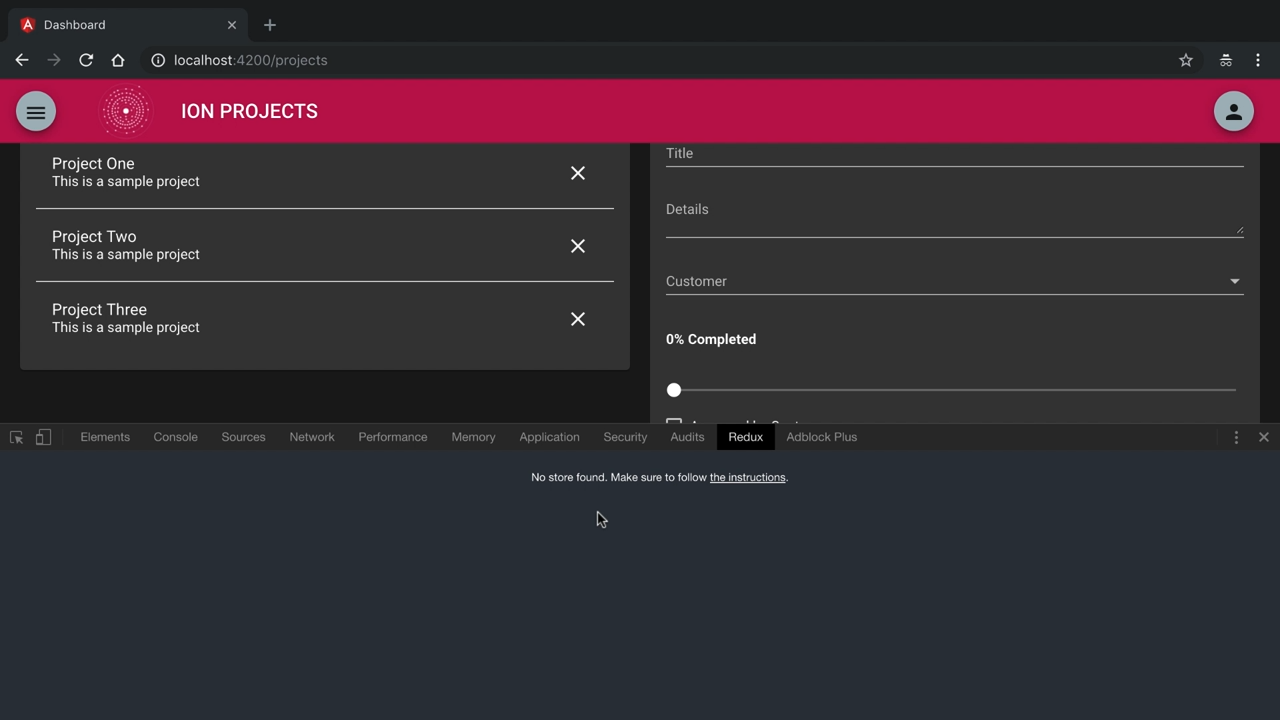 Dashboard
localhost:4200/projects
ION PROJECTS
Project One
This is a sample project
Project Two
This is a sample project
Project Three
This is a sample project
Title
Details
Customer
0% Completed
Elements Console Sources Network Performance Memory Application Security Audits Redux Adblock Plus
No store found. Make sure to follow the instructions.